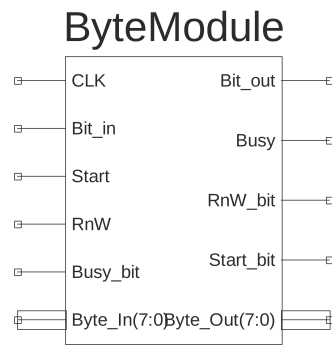 ByteModule
CLK
Bit_out
Bit_in
Busy
Start
RnW_bit
RnW
Start_bit
Busy_bit
Byte_In(7:0)
Byte_Out(7:0)